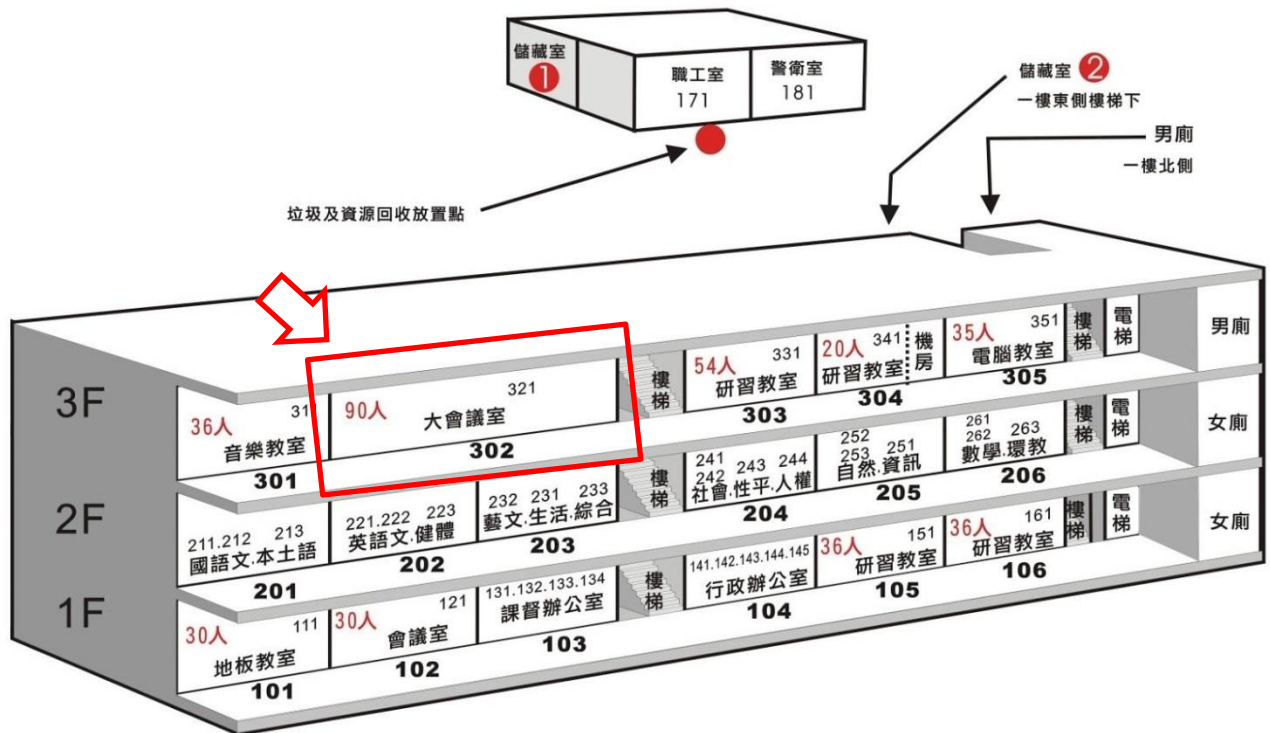 儲藏室
1
職工室
171
警衛室
181
儲藏室 2
一樓東側樓梯下
男廁
一樓北側
垃圾及資源回收放置點
3F
36人 311
音樂教室
301
90人 321
大會議室
302
樓梯
54人 331
研習教室
303
20人 341
研習教室
304
機房
35人 351
電腦教室
305
樓梯
電梯
男廁
2F
211.212 213
國語文.本土語
201
221.222 223
英語文.健體
202
232 231 233
藝文.生活.綜合
203
樓梯
241
242 243 244
社會.性平.人權
204
252
253 251
自然.資訊
205
261
262 263
數學.環教
206
樓梯
電梯
女廁
1F
30人 111
地板教室
101
30人 121
會議室
102
131.132.133.134
課督辦公室
103
樓梯
141.142.143.144.145
行政辦公室
104
36人 151
研習教室
105
36人 161
研習教室
106
樓梯
電梯
女廁